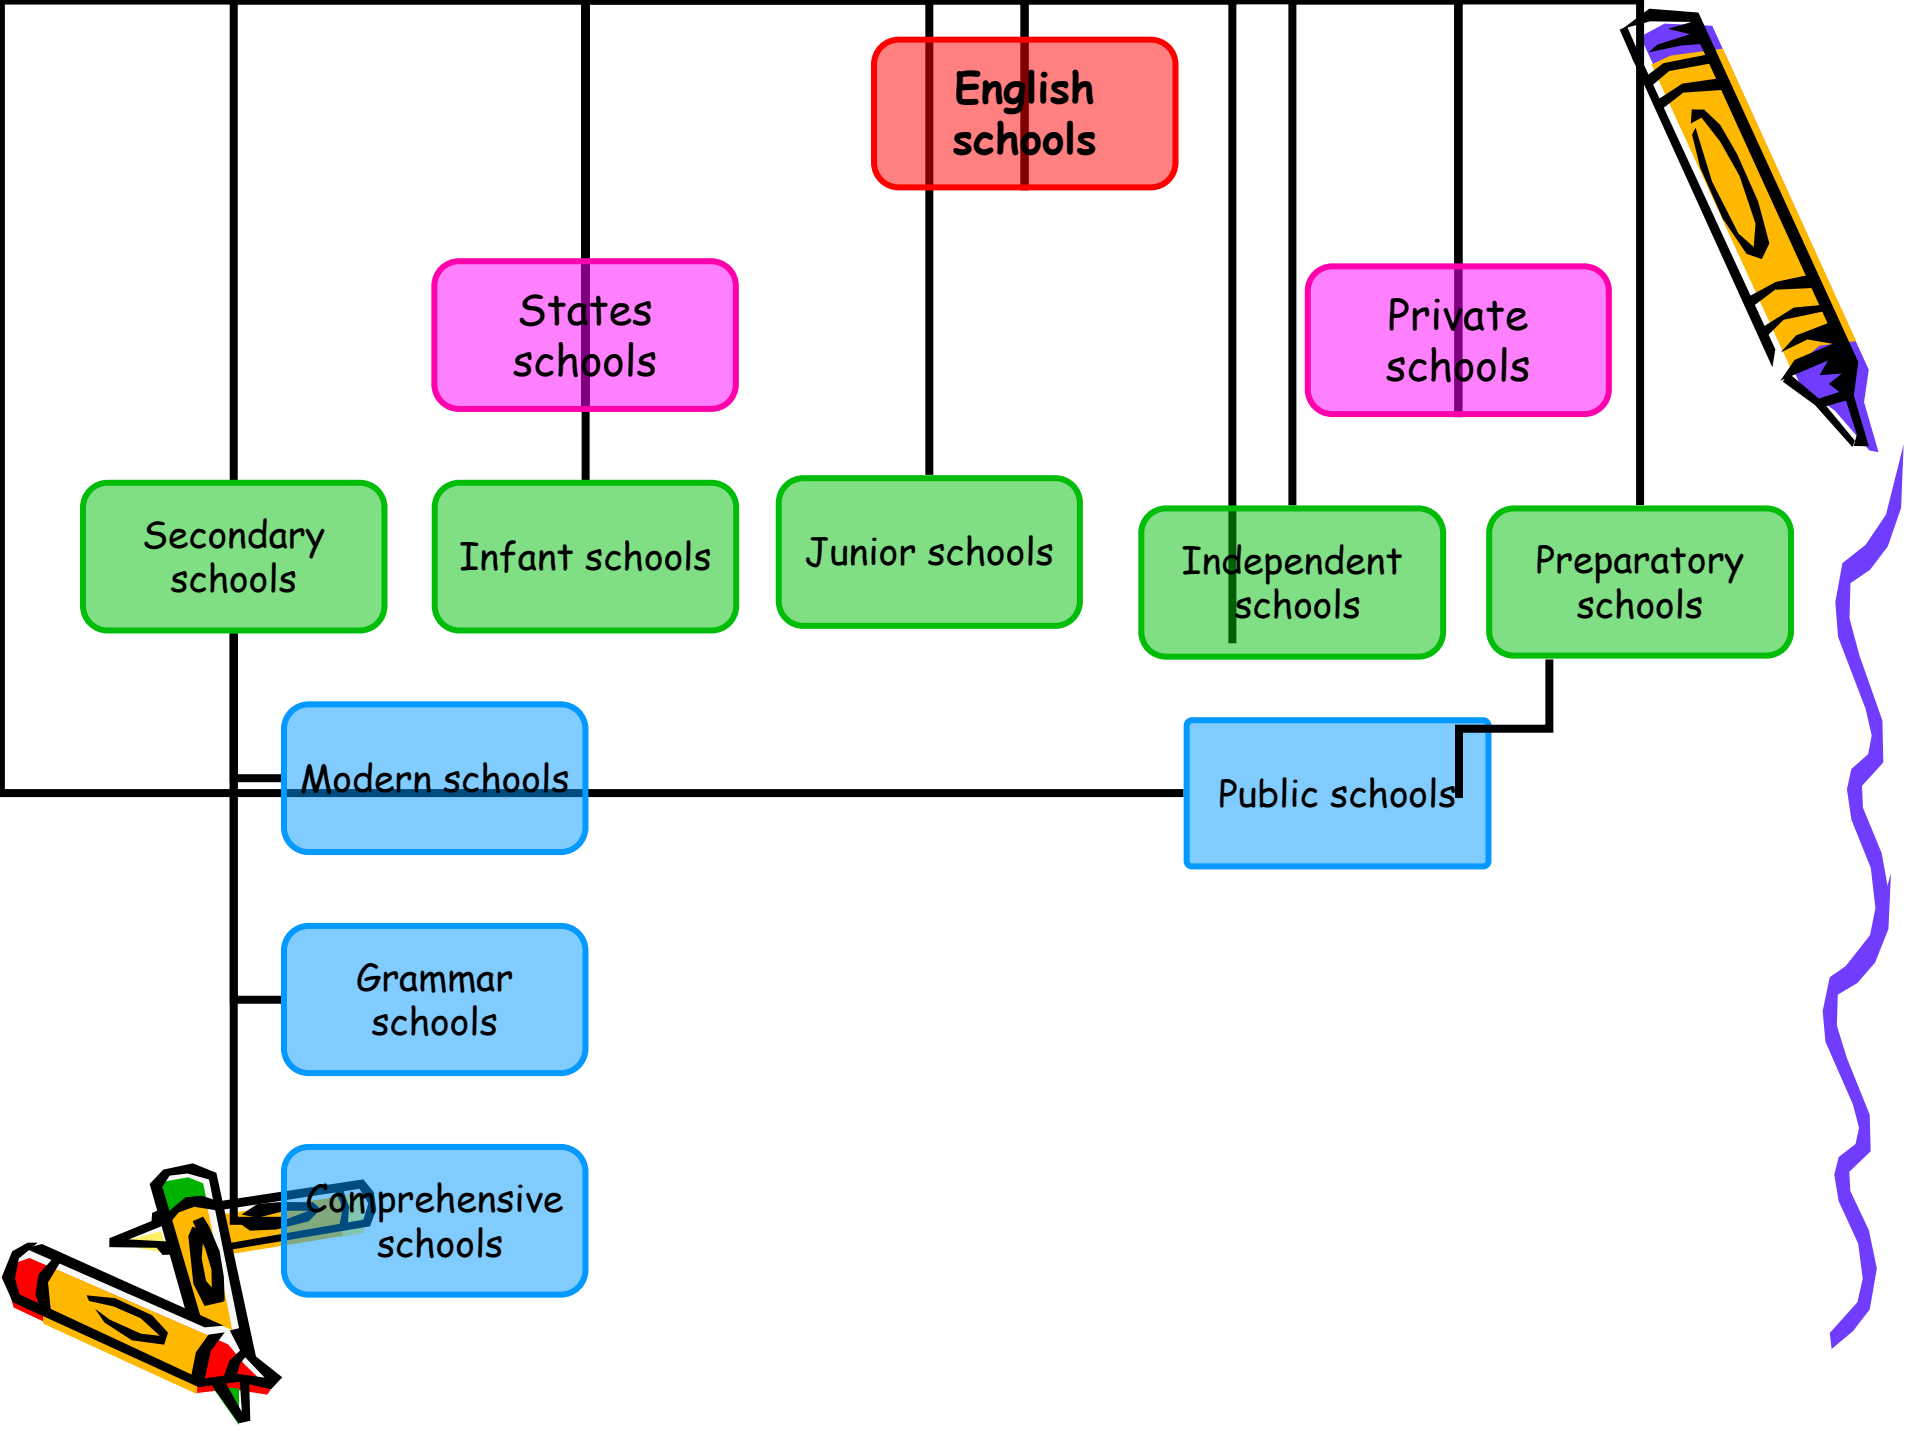 English
schools
States
schools
Private
schools
Secondary
schools
Infant schools
Junior schools
Independent
schools
Preparatory
schools
Modern schools
Public schools
Grammar
schools
Comprehensive
schools